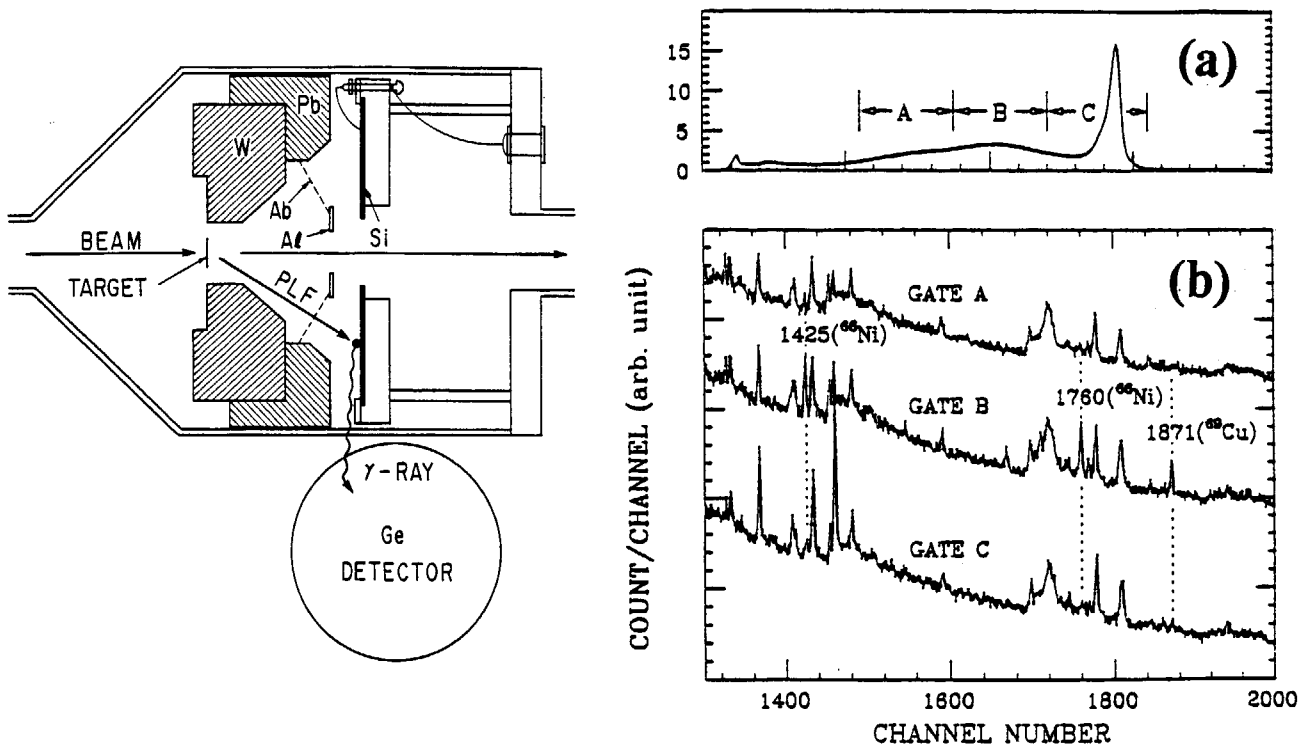 Pb
W
Ab
Al
Si
BEAM
TARGET
PLF
γ-RAY
Ge
DETECTOR
(a)
15
10
5
0
A
B
C
(b)
GATE A
1425(⁶⁶Ni)
GATE B
1760(⁶⁶Ni)
1871(⁶⁹Cu)
GATE C
COUNT/CHANNEL (arb. unit)
1400
1600
1800
2000
CHANNEL NUMBER